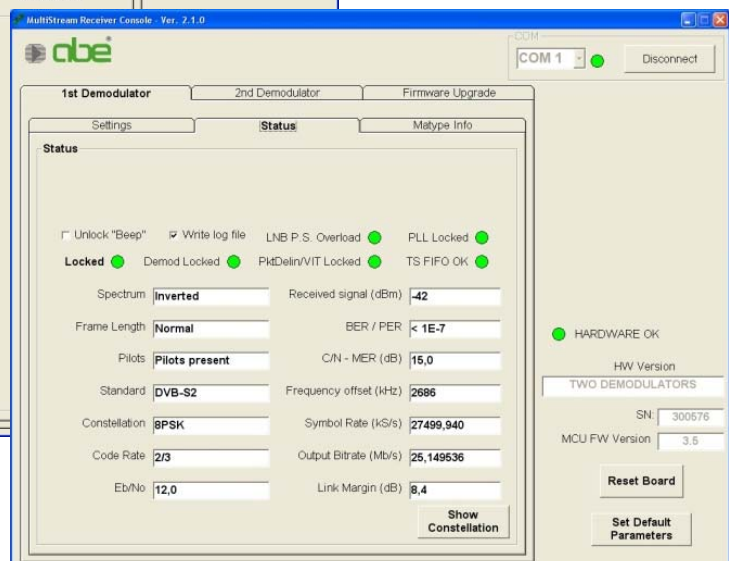 MultiStream Receiver Console - Ver. 2.1.0
abe
COM
COM 1
Disconnect
1st Demodulator
2nd Demodulator
Firmware Upgrade
Settings
Status
Matype Info
Status
Unlock "Beep"
Write log file
LNB P.S. Overload
PLL Locked
Locked
Demod Locked
PktDelin/VIT Locked
TS FIFO OK
Spectrum Inverted
Received signal (dBm) -42
Frame Length Normal
BER / PER < 1E-7
Pilots Pilots present
C/N - MER (dB) 15,0
Standard DVB-S2
Frequency offset (kHz) 2686
Constellation 8PSK
Symbol Rate (kS/s) 27499,940
Code Rate 2/3
Output Bitrate (Mb/s) 25,149536
Eb/No 12,0
Link Margin (dB) 8,4
Show
Constellation
HARDWARE OK
HW Version
TWO DEMODULATORS
SN: 300576
MCU FW Version 3.5
Reset Board
Set Default
Parameters